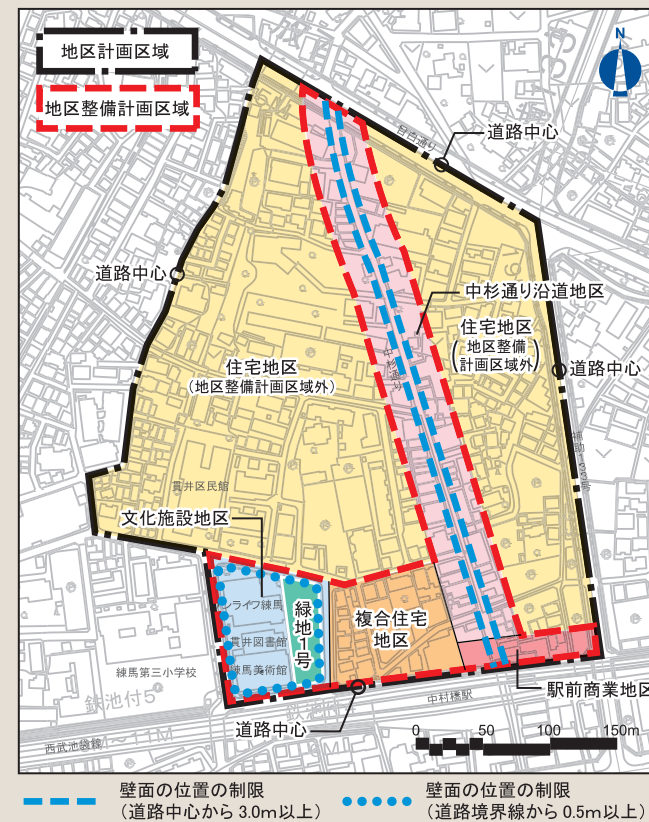 地区計画区域
地区整備計画区域
N
目白通り
道路中心
道路中心
中杉通り沿道地区
住宅地区
(地区整備
計画区域外)
道路中心
住宅地区
(地区整備計画区域外)
中杉通り
貫井区民館
文化施設地区
サンライフ練馬
貫井図書館
練馬美術館
緑地1号
複合住宅
地区
練馬第三小学校
駅前商業地区
中村橋駅
道路中心
西武池袋線
0 50 100 150m
壁面の位置の制限
(道路中心から3.0m以上)
壁面の位置の制限
(道路境界線から0.5m以上)